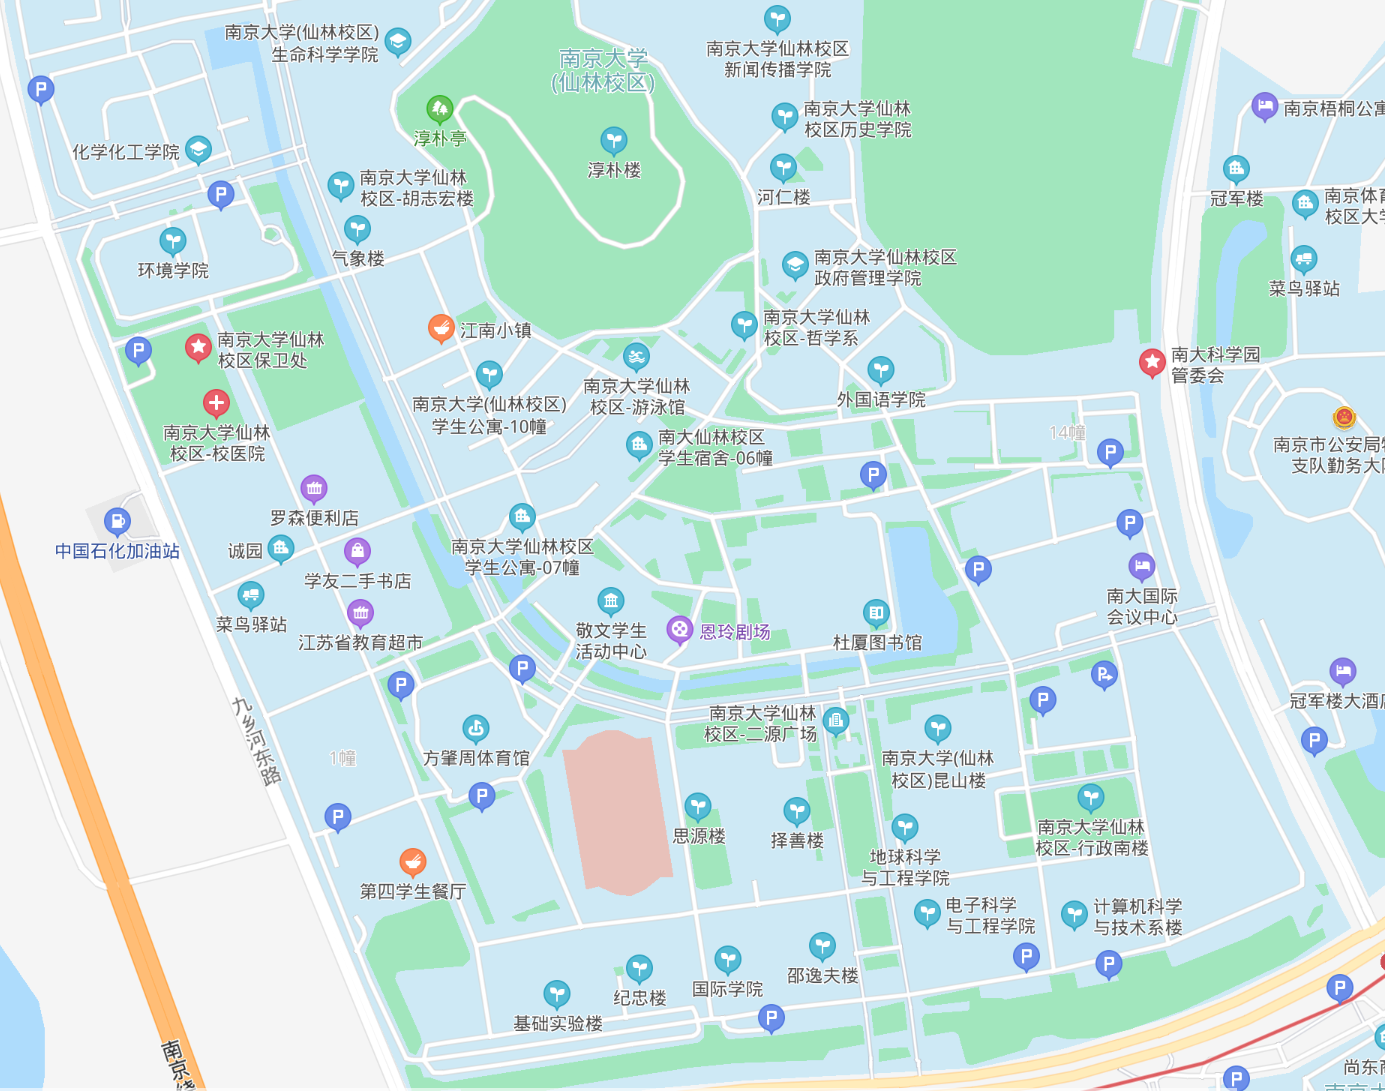 南京大学(仙林校区)
生命科学学院
南京大学
(仙林校区)
南京大学仙林校区
新闻传播学院
P
淳朴亭
淳朴楼
南京大学仙林
校区历史学院
南京梧桐公寓
化学化工学院
P
南京大学仙林
校区-胡志宏楼
河仁楼
冠军楼
南京体育
校区大学
环境学院
气象楼
南京大学仙林校区
政府管理学院
菜鸟驿站
P
南京大学仙林
校区保卫处
江南小镇
南京大学仙林
校区-哲学系
南大科学园
管委会
南京大学仙林
校区-游泳馆
外国语学院
南京大学(仙林校区)
学生公寓-10幢
南京大学仙林
校区-校医院
南大仙林校区
学生宿舍-06幢
14幢
P
P
南京市公安局特
支队勤务大队
罗森便利店
P
中国石化加油站
诚园
学友二手书店
南京大学仙林校区
学生公寓-07幢
P
南大国际
会议中心
菜鸟驿站
江苏省教育超市
敬文学生
活动中心
恩玲剧场
杜厦图书馆
P
P
P
P
冠军楼大酒店
九乡河东路
南京大学仙林
校区-二源广场
P
1幢
方肇周体育馆
南京大学(仙林
校区)昆山楼
P
P
思源楼
择善楼
南京大学仙林
校区-行政南楼
地球科学
与工程学院
第四学生餐厅
电子科学
与工程学院
计算机科学
与技术系楼
P
P
P
纪忠楼
国际学院
邵逸夫楼
基础实验楼
P
南京绕
P
尚东商
南京大